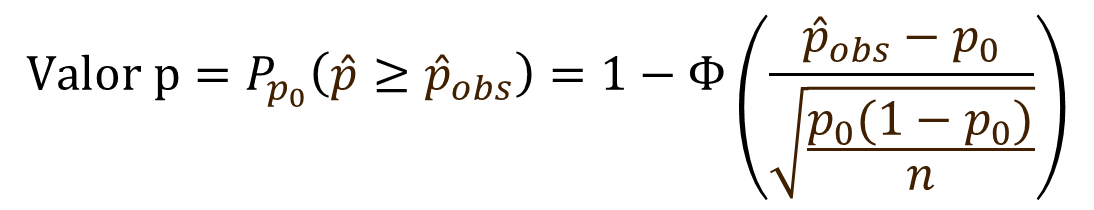 Valor p = P_{p_0}(p̂ ≥ p̂_{obs}) = 1 − Φ((p̂_{obs} − p_0) / √(p_0(1 − p_0) / n))